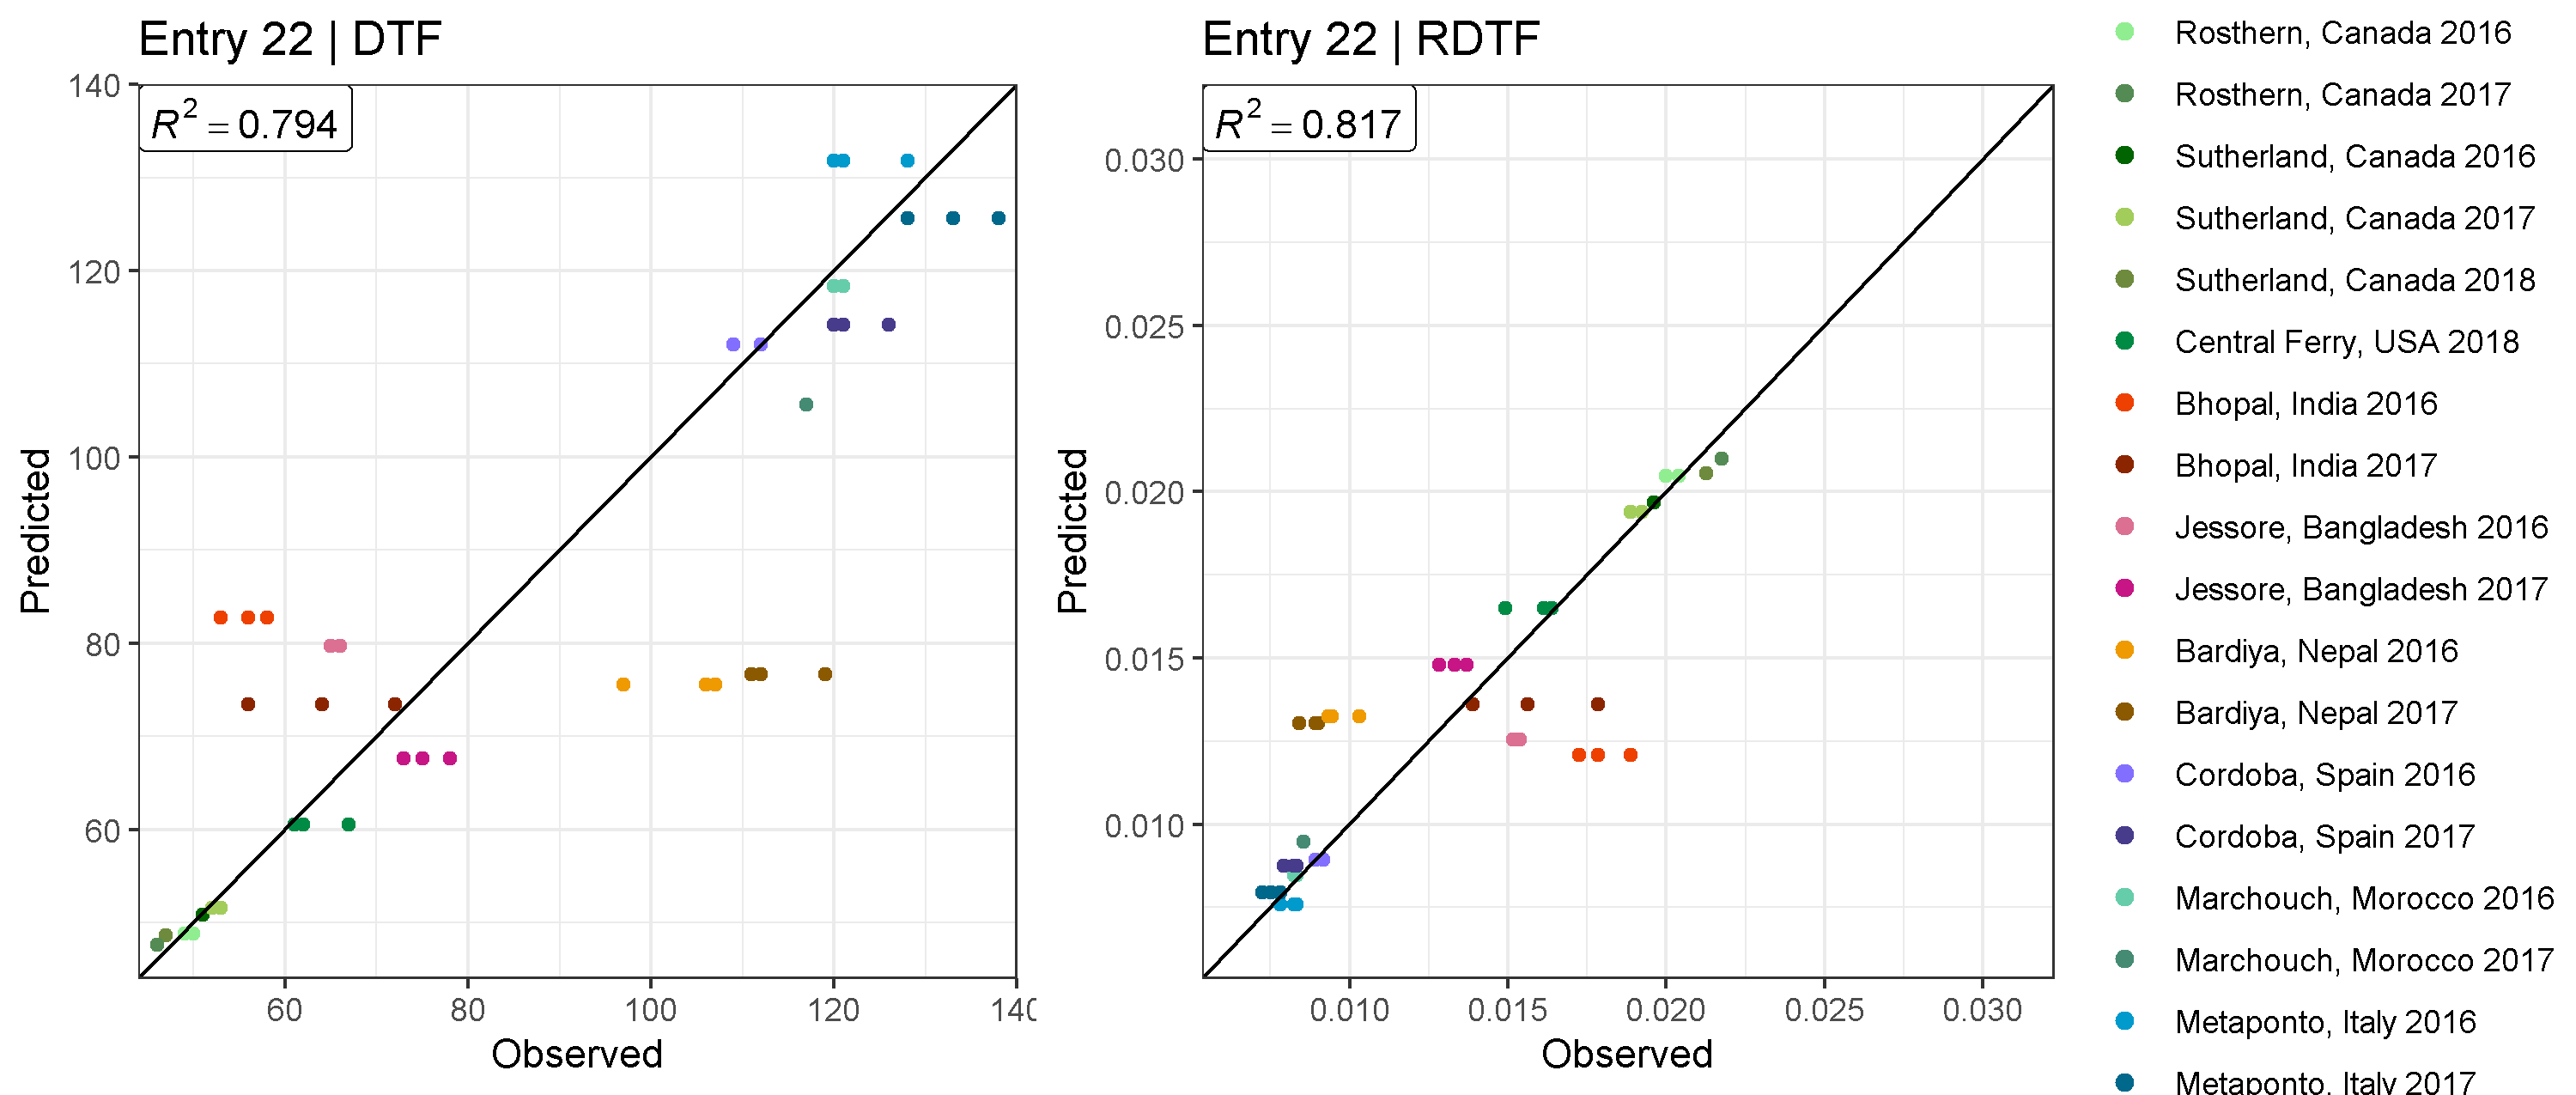 Entry 22 | DTF
R² = 0.794
140
120
100
80
60
60 80 100 120 140
Predicted
Observed
Entry 22 | RDTF
R² = 0.817
0.030
0.025
0.020
0.015
0.010
0.010 0.015 0.020 0.025 0.030
Predicted
Observed
Rosthern, Canada 2016
Rosthern, Canada 2017
Sutherland, Canada 2016
Sutherland, Canada 2017
Sutherland, Canada 2018
Central Ferry, USA 2018
Bhopal, India 2016
Bhopal, India 2017
Jessore, Bangladesh 2016
Jessore, Bangladesh 2017
Bardiya, Nepal 2016
Bardiya, Nepal 2017
Cordoba, Spain 2016
Cordoba, Spain 2017
Marchouch, Morocco 2016
Marchouch, Morocco 2017
Metaponto, Italy 2016
Metaponto, Italy 2017